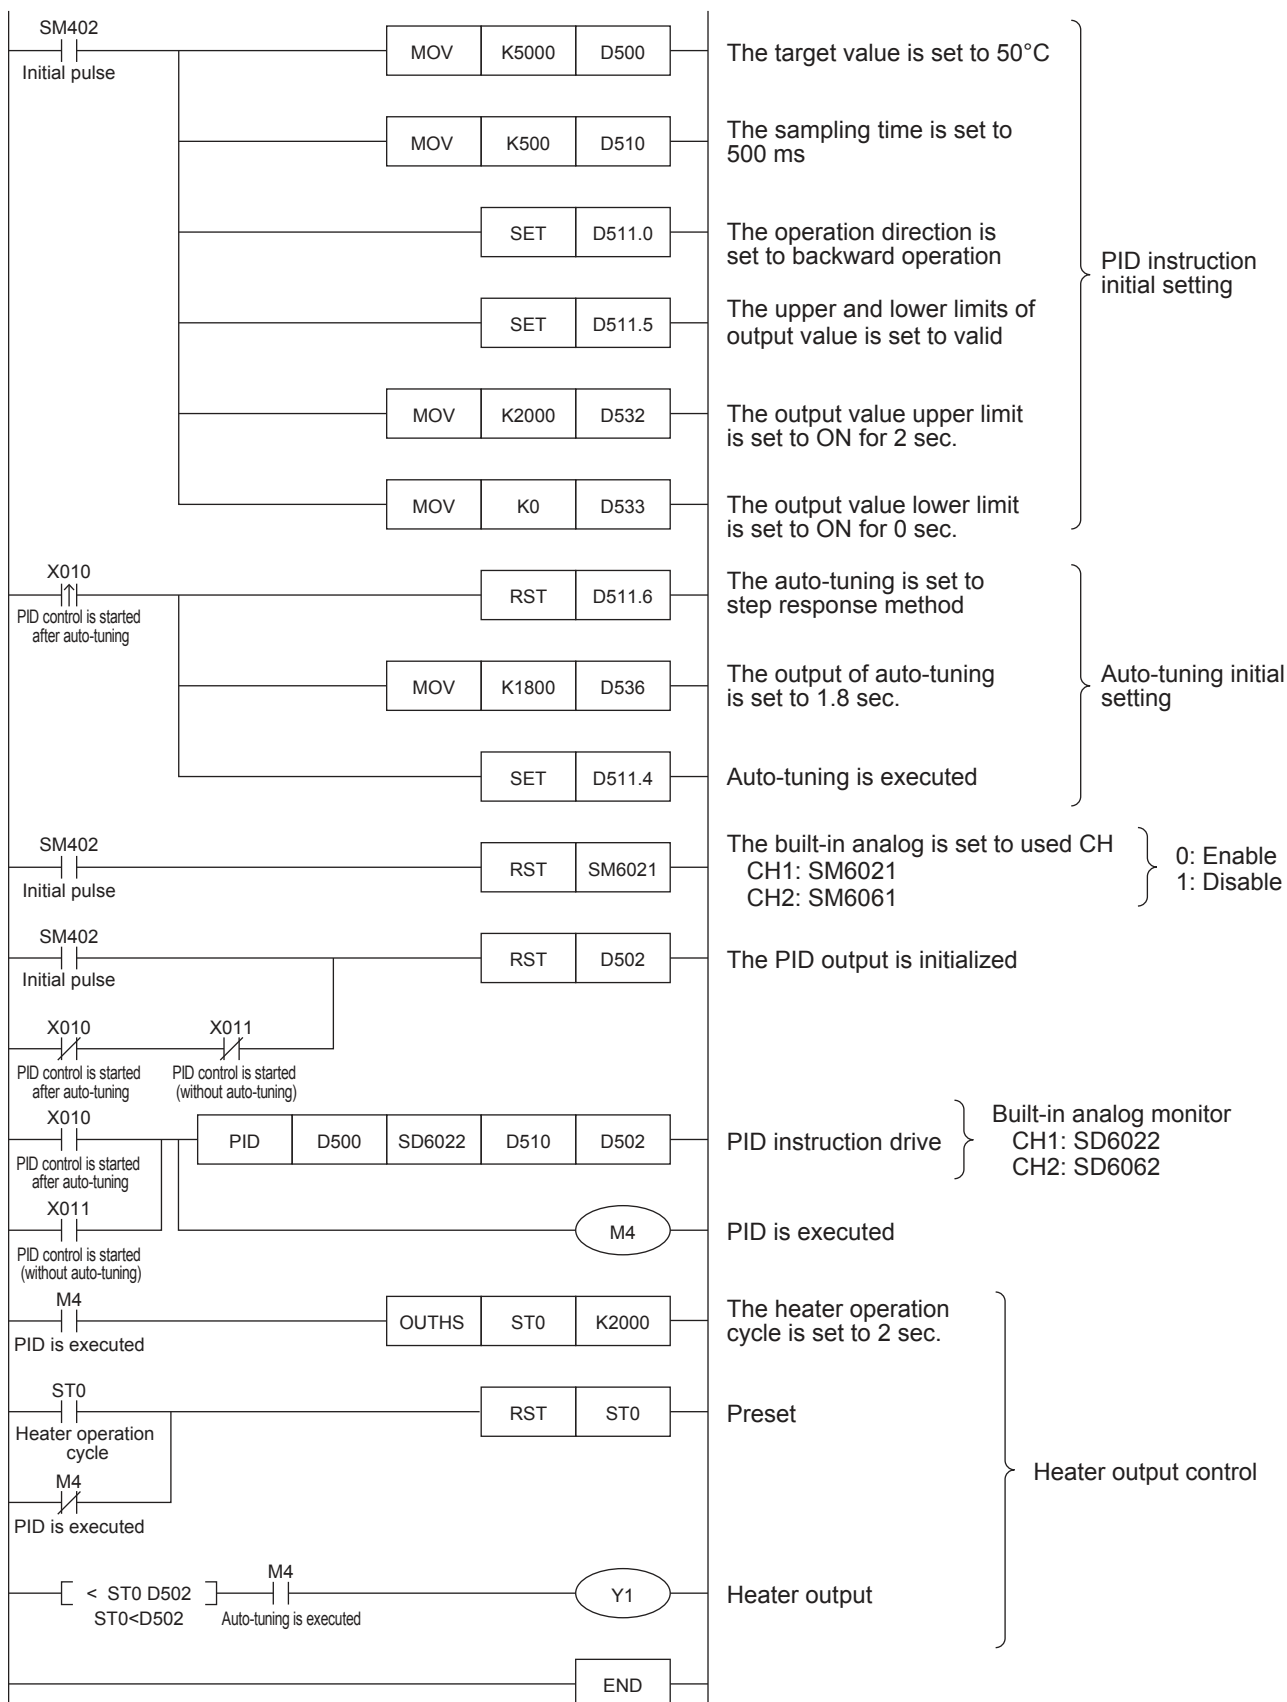 SM402
Initial pulse
MOV K5000 D500
The target value is set to 50°C
MOV K500 D510
The sampling time is set to
500 ms
SET D511.0
The operation direction is
set to backward operation
SET D511.5
The upper and lower limits of
output value is set to valid
MOV K2000 D532
The output value upper limit
is set to ON for 2 sec.
MOV K0 D533
The output value lower limit
is set to ON for 0 sec.
PID instruction
initial setting
X010
PID control is started
after auto-tuning
RST D511.6
The auto-tuning is set to
step response method
MOV K1800 D536
The output of auto-tuning
is set to 1.8 sec.
SET D511.4
Auto-tuning is executed
Auto-tuning initial
setting
SM402
Initial pulse
RST SM6021
The built-in analog is set to used CH
CH1: SM6021
CH2: SM6061
0: Enable
1: Disable
SM402
Initial pulse
RST D502
The PID output is initialized
X010
PID control is started
after auto-tuning
X011
PID control is started
(without auto-tuning)
X010
PID control is started
after auto-tuning
PID D500 SD6022 D510 D502
PID instruction drive
Built-in analog monitor
CH1: SD6022
CH2: SD6062
X011
PID control is started
(without auto-tuning)
M4
PID is executed
M4
PID is executed
OUTHS ST0 K2000
The heater operation
cycle is set to 2 sec.
ST0
Heater operation
cycle
RST ST0
Preset
M4
PID is executed
Heater output control
< ST0 D502
ST0<D502
M4
Auto-tuning is executed
Y1
Heater output
END